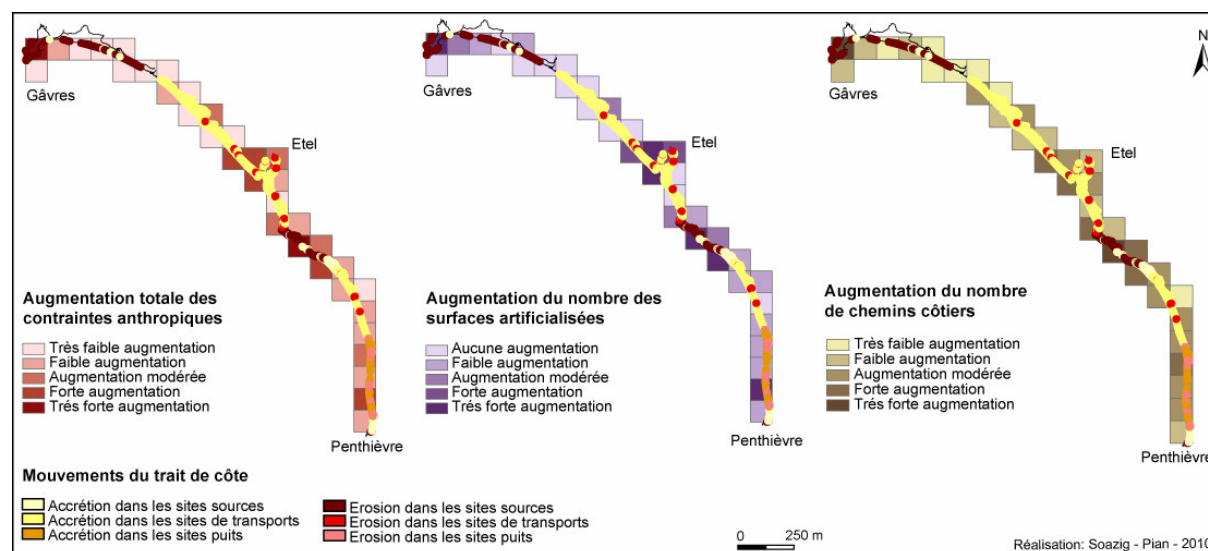 N
Gâvres
Etel
Penthièvre
Augmentation totale des
contraintes anthropiques
Très faible augmentation
Faible augmentation
Augmentation modérée
Forte augmentation
Trés forte augmentation
Gâvres
Etel
Penthièvre
Augmentation du nombre des
surfaces artificialisées
Aucune augmentation
Faible augmentation
Augmentation modérée
Forte augmentation
Trés forte augmentation
Gâvres
Etel
Penthièvre
Augmentation du nombre
de chemins côtiers
Très faible augmentation
Faible augmentation
Augmentation modérée
Forte augmentation
Trés forte augmentation
Mouvements du trait de côte
Accrétion dans les sites sources
Accrétion dans les sites de transports
Accrétion dans les sites puits
Erosion dans les sites sources
Erosion dans les sites de transports
Erosion dans les sites puits
0 250 m
Réalisation: Soazig - Pian - 2010